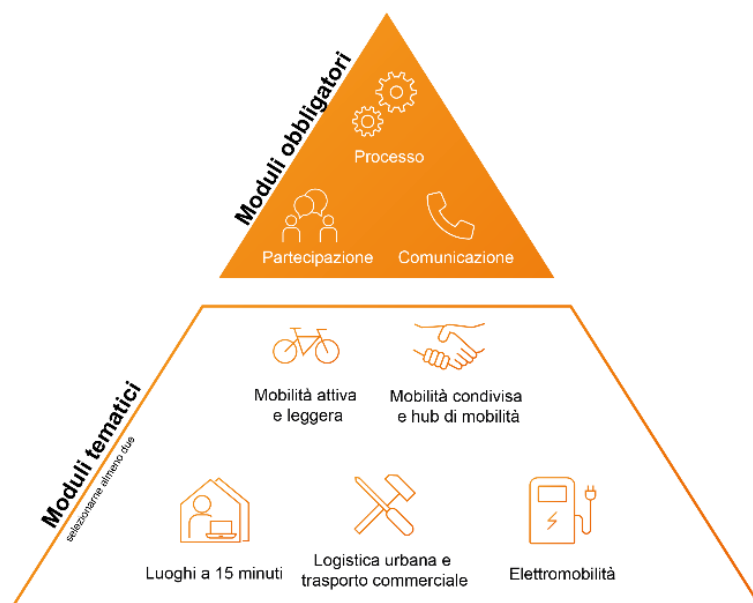 Moduli obbligatori
Processo
Partecipazione
Comunicazione
Moduli tematici
selezionarne almeno due
Mobilità attiva
e leggera
Mobilità condivisa
e hub di mobilità
Luoghi a 15 minuti
Logistica urbana e
trasporto commerciale
Elettromobilità